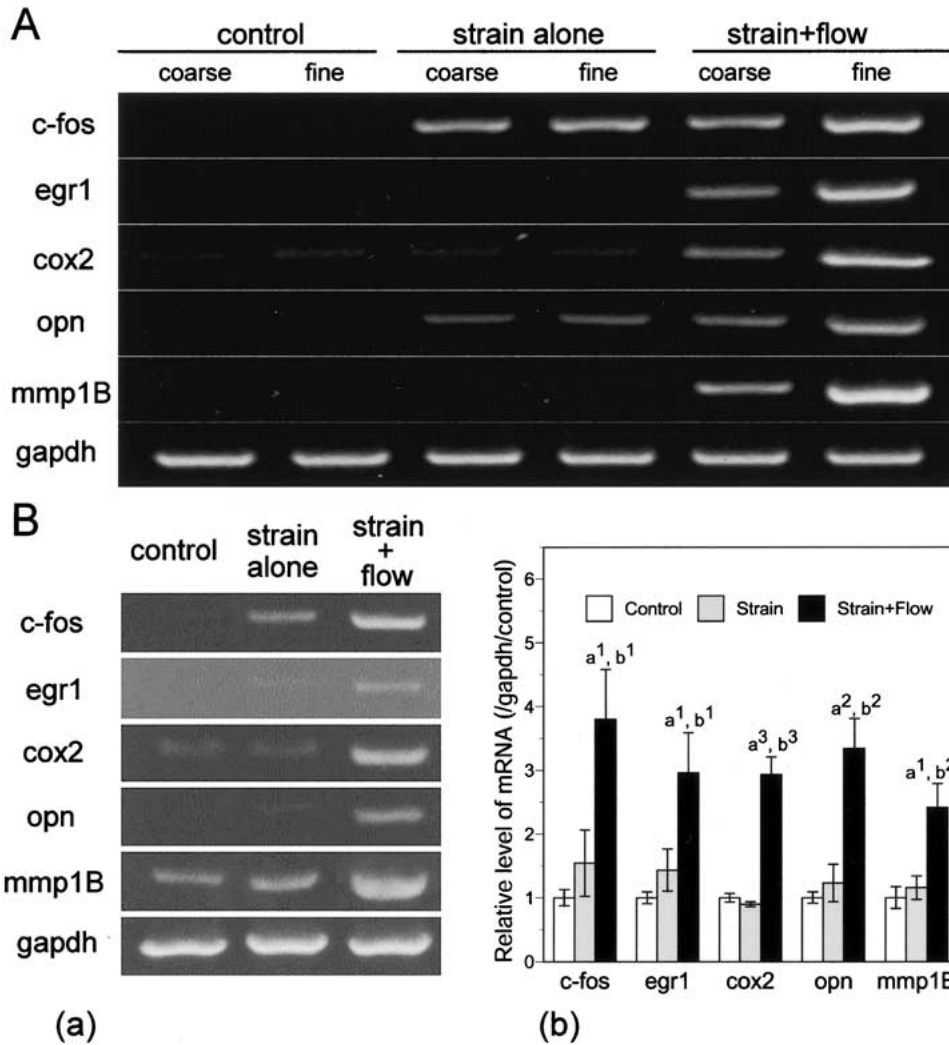 A
control strain alone strain+flow
coarse fine coarse fine coarse fine
c-fos
egr1
cox2
opn
mmp1B
gapdh
B
control strain alone strain + flow
c-fos
egr1
cox2
opn
mmp1B
gapdh
(a)
Relative level of mRNA (/gapdh/control)
6
5
4
3
2
1
0
Control Strain Strain+Flow
a1, b1
a1, b1
a3, b3
a2, b2
a1, b2
c-fos egr1 cox2 opn mmp1B
(b)